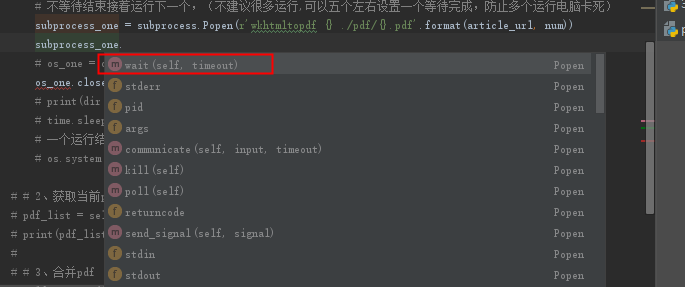 # 不等待结束接着运行下一个，（不建议很多运行,可以五个左右设置一个等待完成，防止多个运行电脑卡死）
subprocess_one = subprocess.Popen(r'wkhtmltopdf {} ./pdf/{}.pdf'.format(article_url, num))
subprocess_one.
# os_one =
m wait(self, timeout) Popen
os_one.close
f stderr Popen
# print(dir
f pid Popen
# time.sleep
f args Popen
# 一个运行结
m communicate(self, input, timeout) Popen
# os.system
m kill(self) Popen
m poll(self) Popen
# # 2、获取当前
f returncode Popen
# pdf_list = sel
m send_signal(self, signal) Popen
# print(pdf_list
f stdin Popen
#
# # 3、合并pdf
f stdout Popen